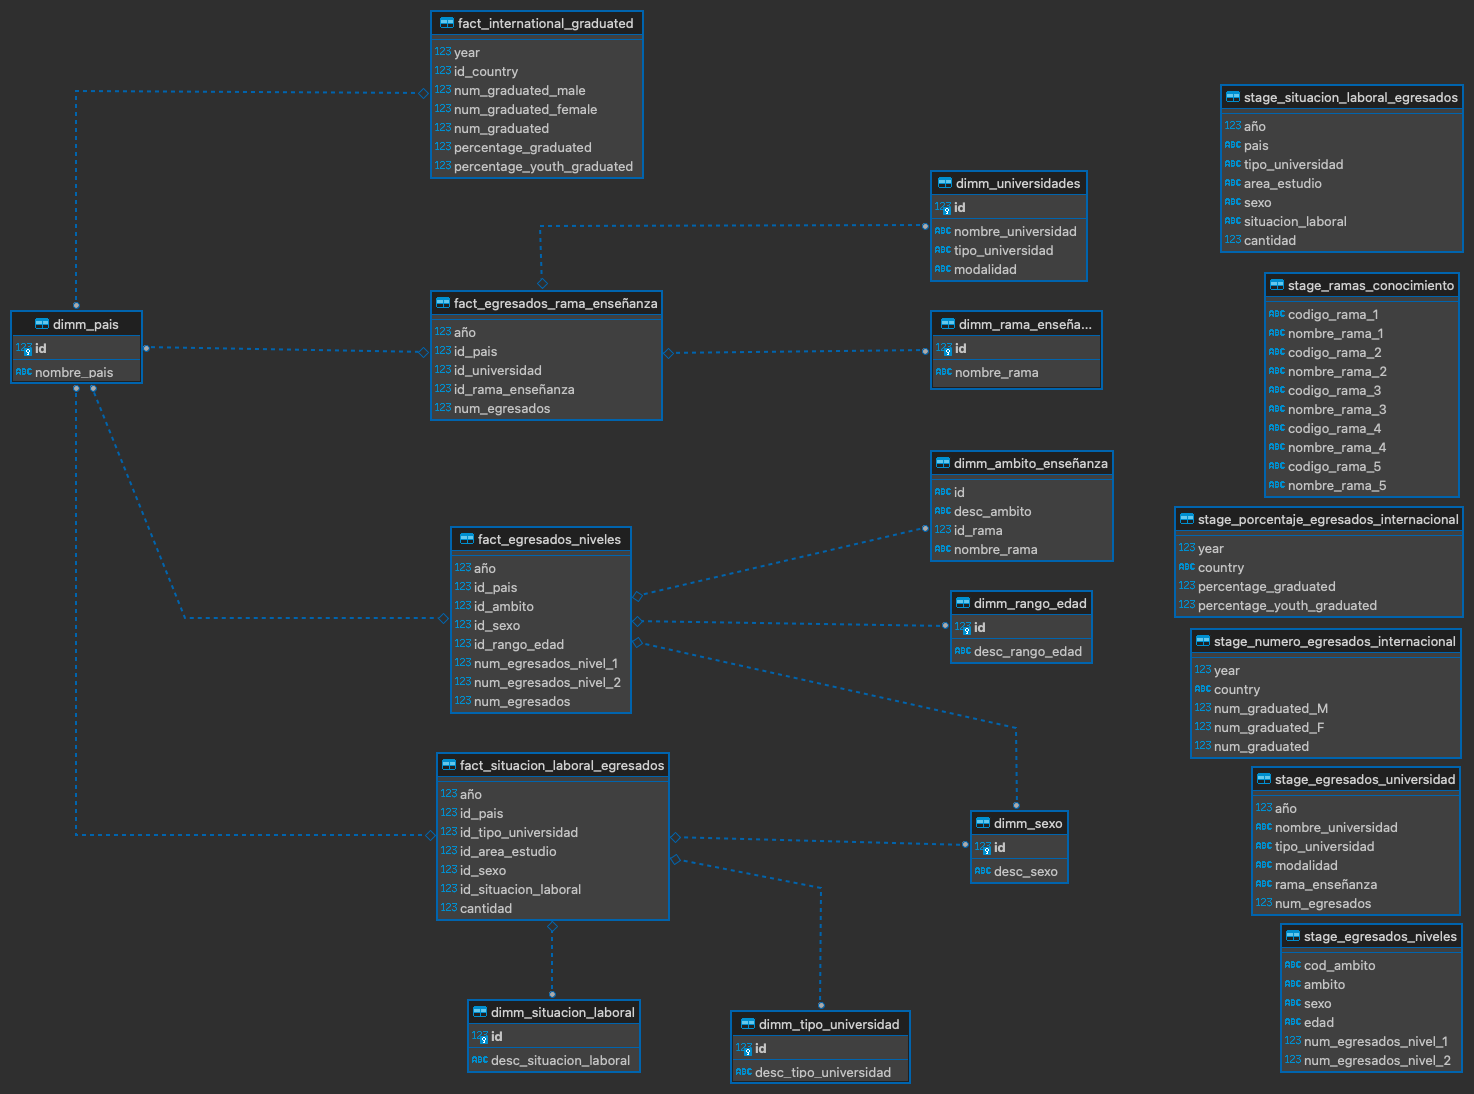 fact_international_graduated
123 year
123 id_country
123 num_graduated_male
123 num_graduated_female
123 num_graduated
123 percentage_graduated
123 percentage_youth_graduated
dimm_pais
123 id
ABC nombre_pais
fact_egresados_rama_enseñanza
123 año
123 id_pais
123 id_universidad
123 id_rama_enseñanza
123 num_egresados
fact_egresados_niveles
123 año
123 id_pais
123 id_ambito
123 id_sexo
123 id_rango_edad
123 num_egresados_nivel_1
123 num_egresados_nivel_2
123 num_egresados
fact_situacion_laboral_egresados
123 año
123 id_pais
123 id_tipo_universidad
123 id_area_estudio
123 id_sexo
123 id_situacion_laboral
123 cantidad
dimm_situacion_laboral
123 id
ABC desc_situacion_laboral
dimm_universidades
123 id
ABC nombre_universidad
ABC tipo_universidad
ABC modalidad
dimm_rama_enseña...
123 id
ABC nombre_rama
dimm_ambito_enseñanza
ABC id
ABC desc_ambito
123 id_rama
ABC nombre_rama
dimm_rango_edad
123 id
ABC desc_rango_edad
dimm_sexo
123 id
ABC desc_sexo
dimm_tipo_universidad
123 id
ABC desc_tipo_universidad
stage_situacion_laboral_egresados
123 año
ABC pais
ABC tipo_universidad
ABC area_estudio
ABC sexo
ABC situacion_laboral
123 cantidad
stage_ramas_conocimiento
ABC codigo_rama_1
ABC nombre_rama_1
ABC codigo_rama_2
ABC nombre_rama_2
ABC codigo_rama_3
ABC nombre_rama_3
ABC codigo_rama_4
ABC nombre_rama_4
ABC codigo_rama_5
ABC nombre_rama_5
stage_porcentaje_egresados_internacional
123 year
ABC country
123 percentage_graduated
123 percentage_youth_graduated
stage_numero_egresados_internacional
123 year
ABC country
123 num_graduated_M
123 num_graduated_F
123 num_graduated
stage_egresados_universidad
123 año
ABC nombre_universidad
ABC tipo_universidad
ABC modalidad
ABC rama_enseñanza
123 num_egresados
stage_egresados_niveles
ABC cod_ambito
ABC ambito
ABC sexo
ABC edad
123 num_egresados_nivel_1
123 num_egresados_nivel_2